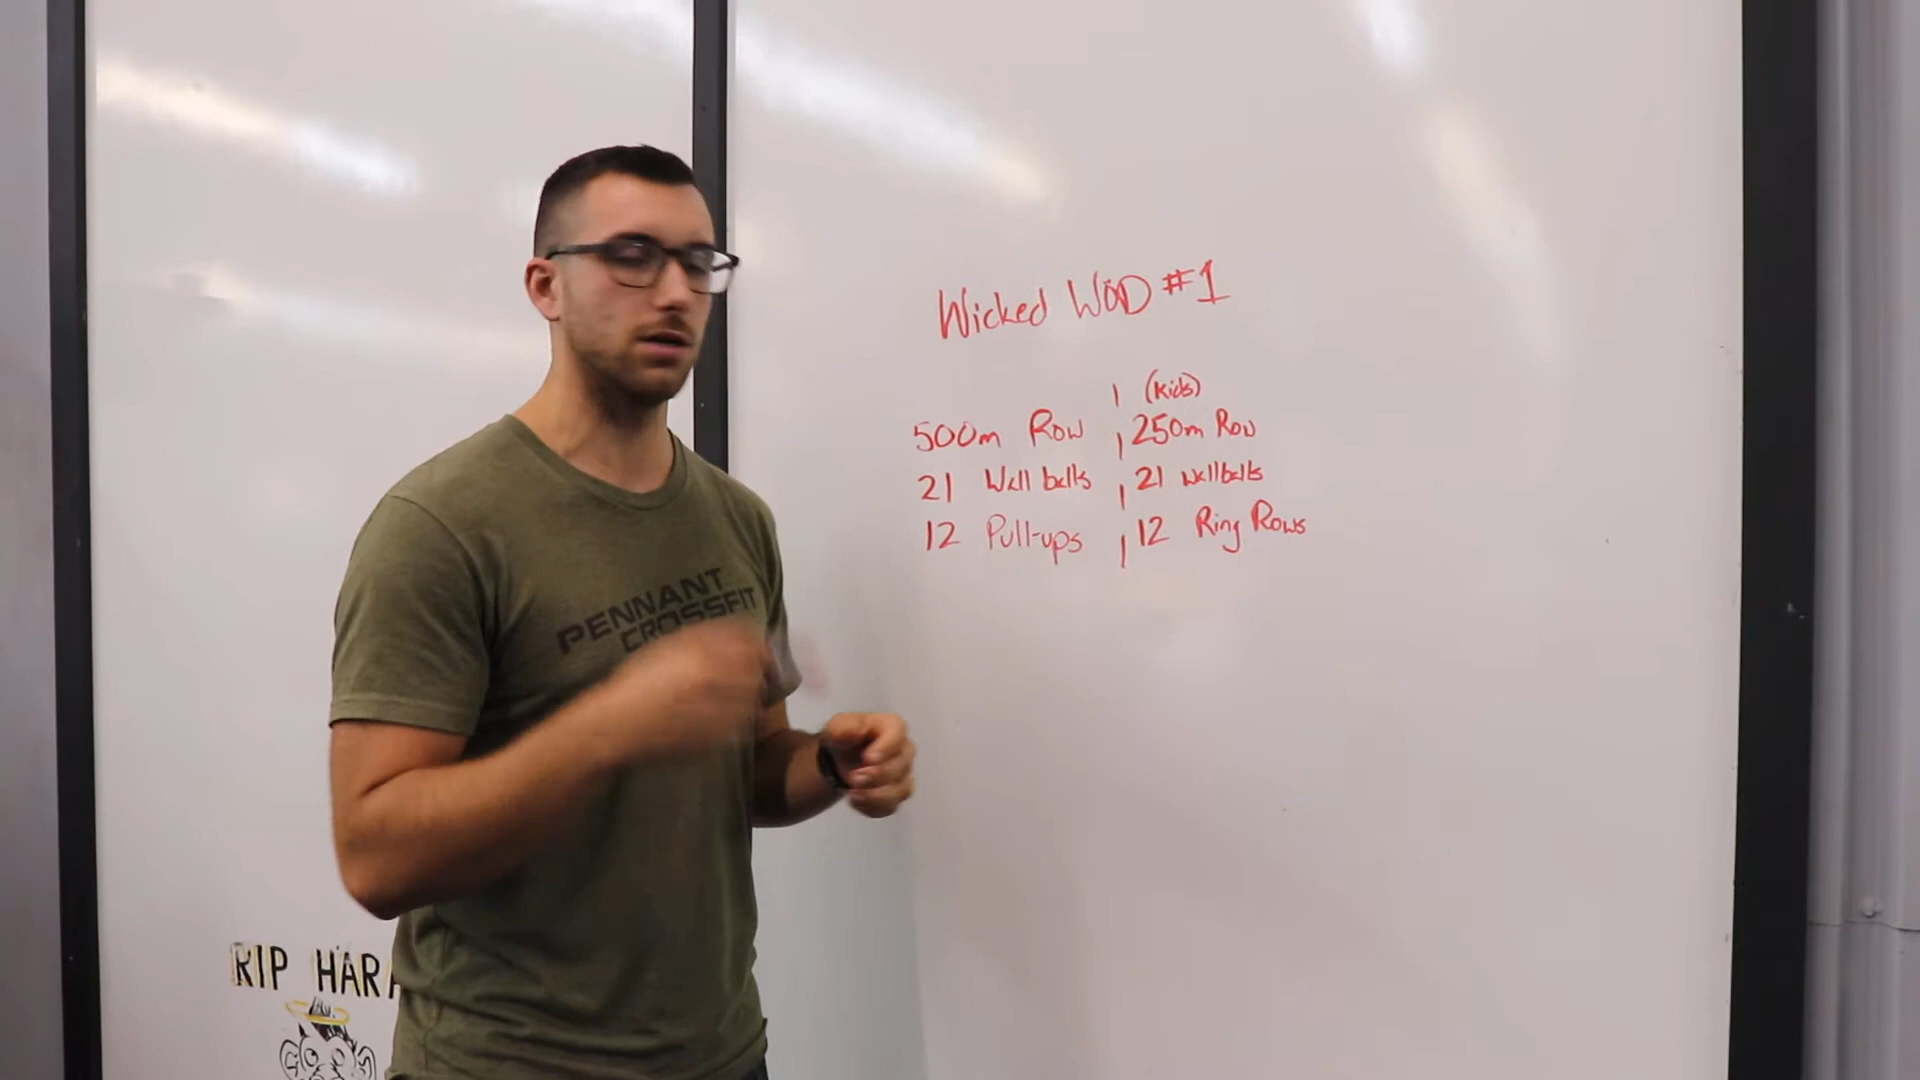 Wicked WOD #1
(Kids)
500m Row | 250m Row
21 Wall balls | 21 wallballs
12 Pull-ups | 12 Ring Rows
PENNANT
CROSSFIT
RIP HARA